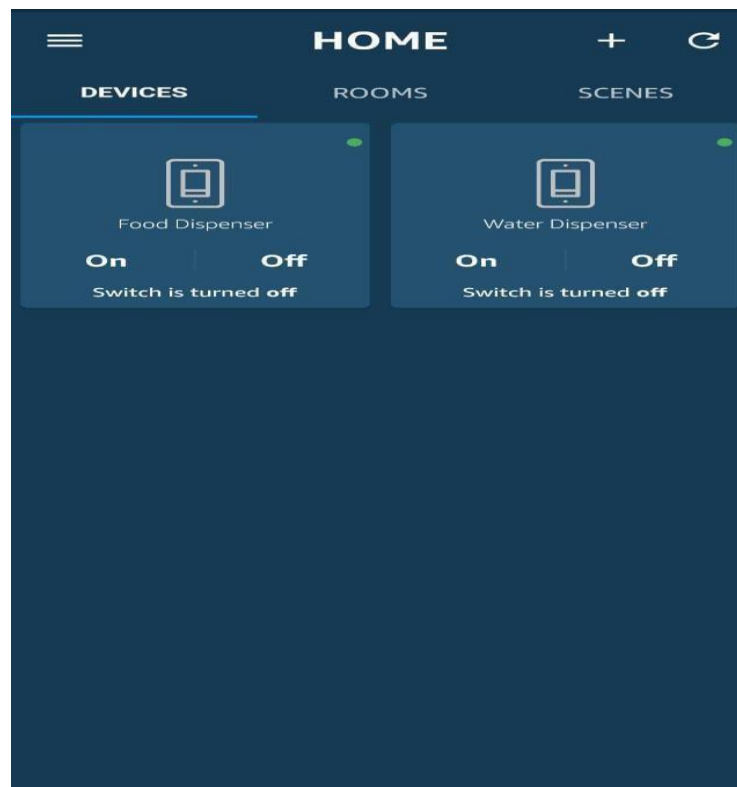 HOME
DEVICES ROOMS SCENES
Food Dispenser
On Off
Switch is turned off
Water Dispenser
On Off
Switch is turned off